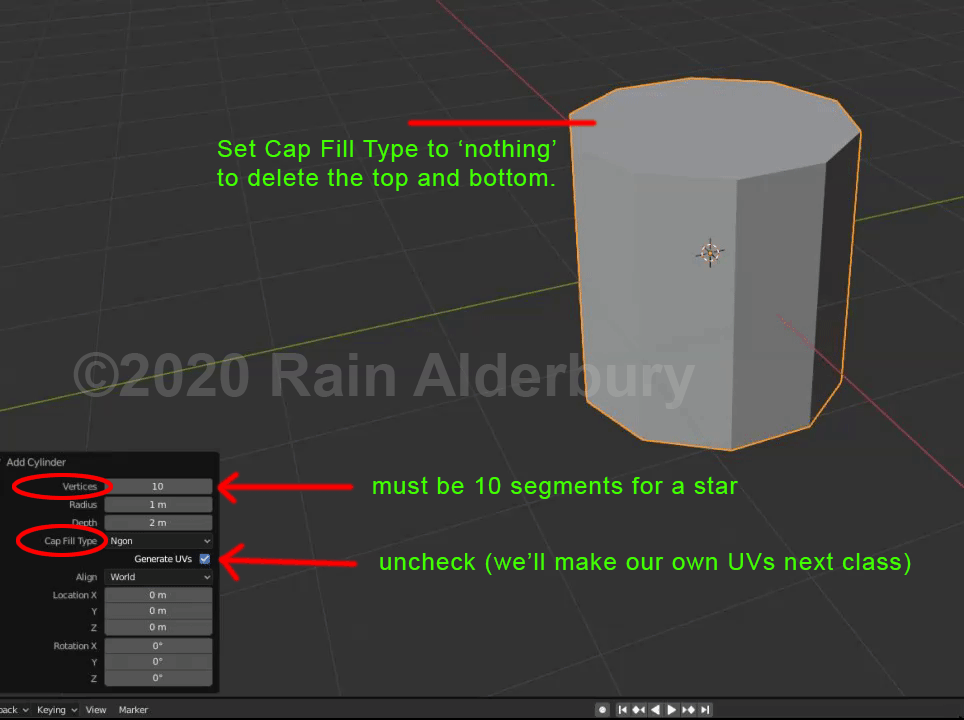 Set Cap Fill Type to ‘nothing’
to delete the top and bottom.
©2020 Rain Alderbury
Add Cylinder
Vertices 10
must be 10 segments for a star
Radius 1 m
Depth 2 m
Cap Fill Type Ngon
Generate UVs
uncheck (we’ll make our own UVs next class)
Align World
Location X 0 m
Y 0 m
Z 0 m
Rotation X 0°
Y 0°
Z 0°
back Keying View Marker